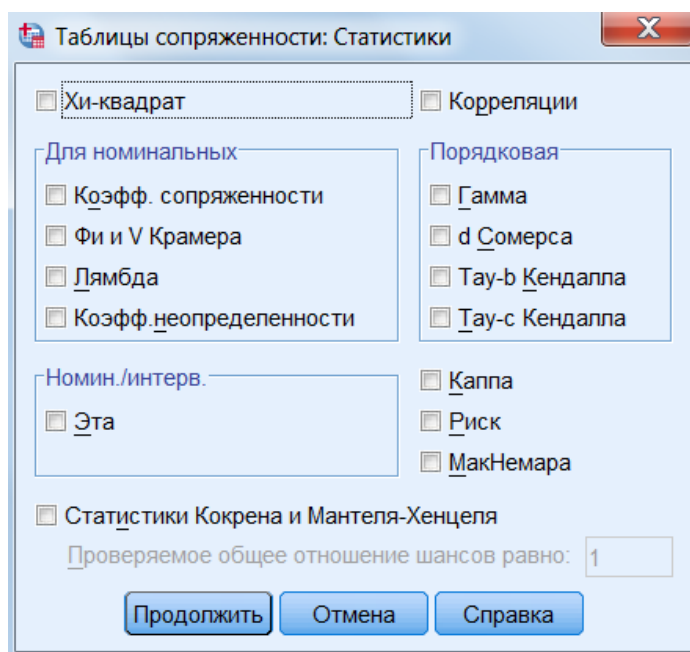 Таблицы сопряженности: Статистики
Хи-квадрат
Корреляции
Для номинальных
Коэфф. сопряженности
Фи и V Крамера
Лямбда
Коэфф.неопределенности
Порядковая
Гамма
d Сомерса
Тау-b Кендалла
Тау-c Кендалла
Номин./интерв.
Эта
Каппа
Риск
МакНемара
Статистики Кокрена и Мантеля-Хенцеля
Проверяемое общее отношение шансов равно: 1
Продолжить Отмена Справка